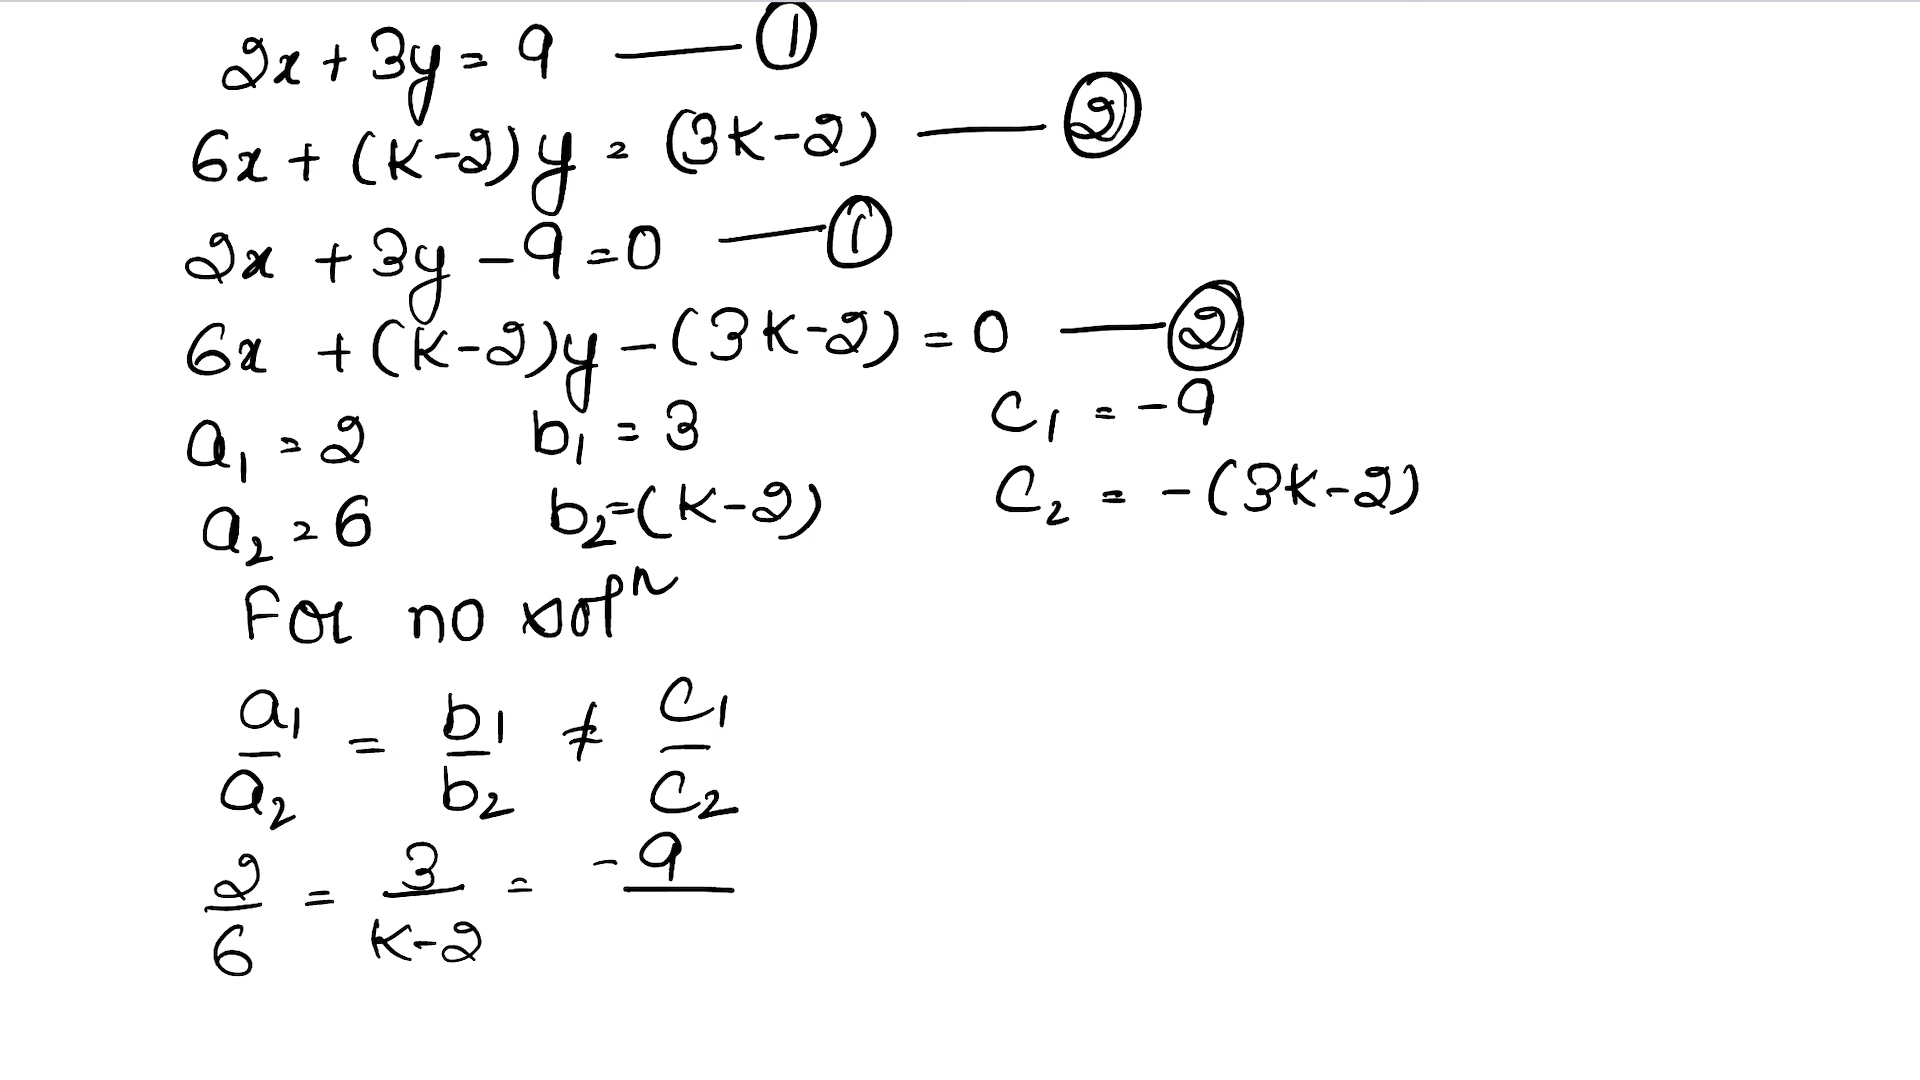 2x + 3y = 9 —— ①
6x + (K-2)y = (3K-2) —— ②
2x + 3y - 9 = 0 —— ①
6x + (K-2)y - (3K-2) = 0 —— ②
a₁ = 2 b₁ = 3 C₁ = -9
a₂ = 6 b₂ = (K-2) C₂ = -(3K-2)
For no solⁿ
a₁/a₂ = b₁/b₂ ≠ C₁/C₂
2/6 = 3/K-2 = -9/